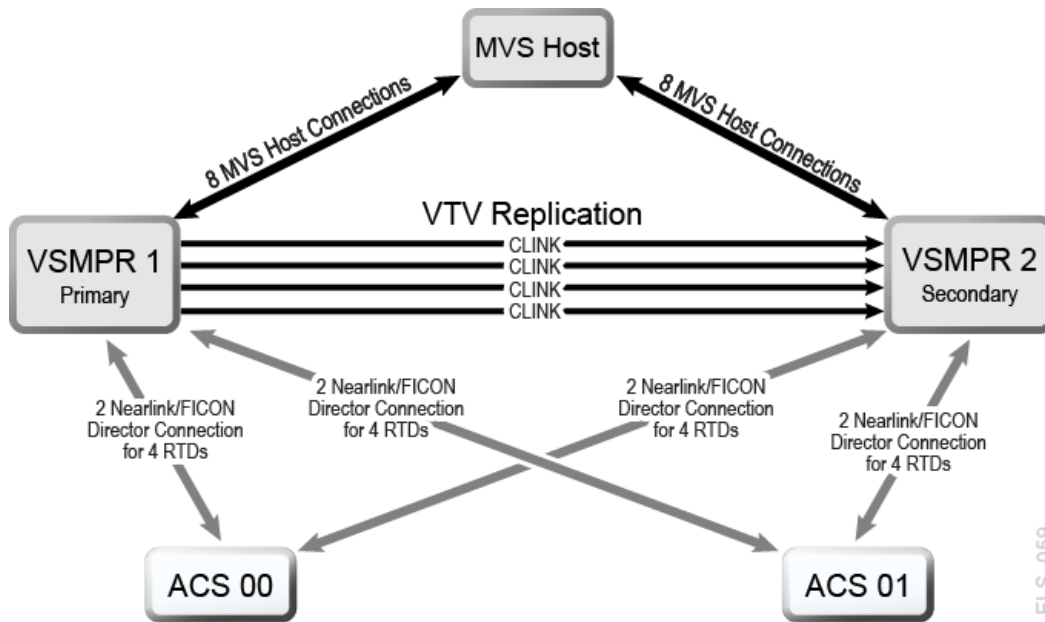 MVS Host
8 MVS Host Connections
8 MVS Host Connections
VTV Replication
VSMPR 1
Primary
CLINK
CLINK
CLINK
CLINK
VSMPR 2
Secondary
2 Nearlink/FICON
Director Connection
for 4 RTDs
2 Nearlink/FICON
Director Connection
for 4 RTDs
2 Nearlink/FICON
Director Connection
for 4 RTDs
2 Nearlink/FICON
Director Connection
for 4 RTDs
ACS 00
ACS 01